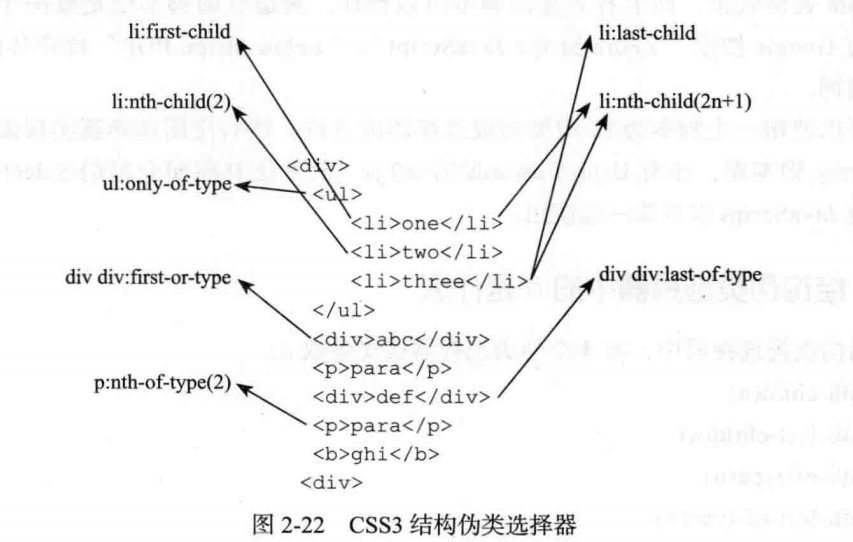 li:first-child
li:last-child
li:nth-child(2)
li:nth-child(2n+1)
<div>
ul:only-of-type
<ul>
<li>one</li>
<li>two</li>
<li>three</li>
div div:first-or-type
div div:last-of-type
</ul>
<div>abc</div>
<p>para</p>
p:nth-of-type(2)
<div>def</div>
<p>para</p>
<b>ghi</b>
<div>
图 2-22 CSS3 结构伪类选择器